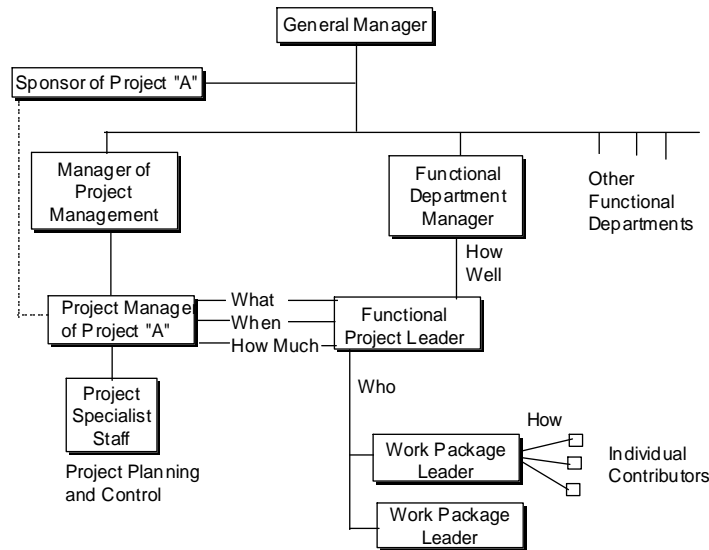 General Manager
Sponsor of Project "A"
Manager of
Project
Management
Functional
Department
Manager
Other
Functional
Departments
How
Well
Project Manager
of Project "A"
What
When
How Much
Functional
Project Leader
Project
Specialist
Staff
Who
Project Planning
and Control
How
Work Package
Leader
Individual
Contributors
Work Package
Leader